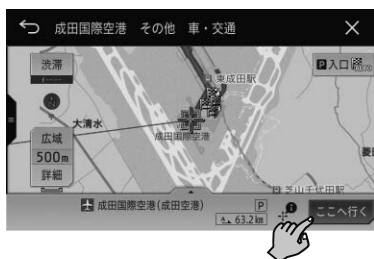 成田国際空港 その他 車・交通
渋滞
P入口
東成田駅
大清水
成田国際空港
広域
500m
詳細
芝山千代田駅
成田国際空港(成田空港)
P
63.2km
ここへ行く